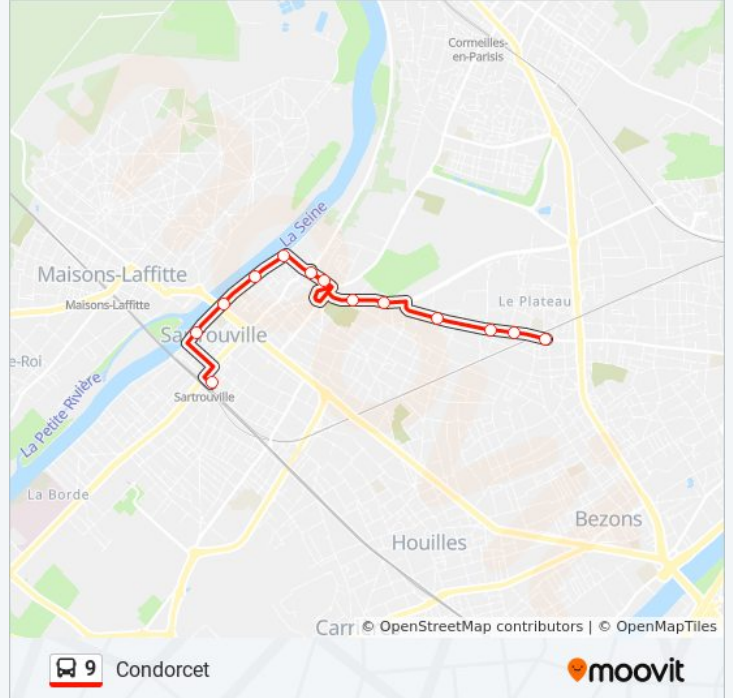 Cormeilles-
en-Parisis
La Seine
Maisons-Laffitte
Maisons-Laffitte
Le Plateau
Sartrouville
e-Roi
La Petite Rivière
Sartrouville
La Borde
Bezons
Houilles
Carrières
© OpenStreetMap contributors | © OpenMapTiles
9 Condorcet
moovit